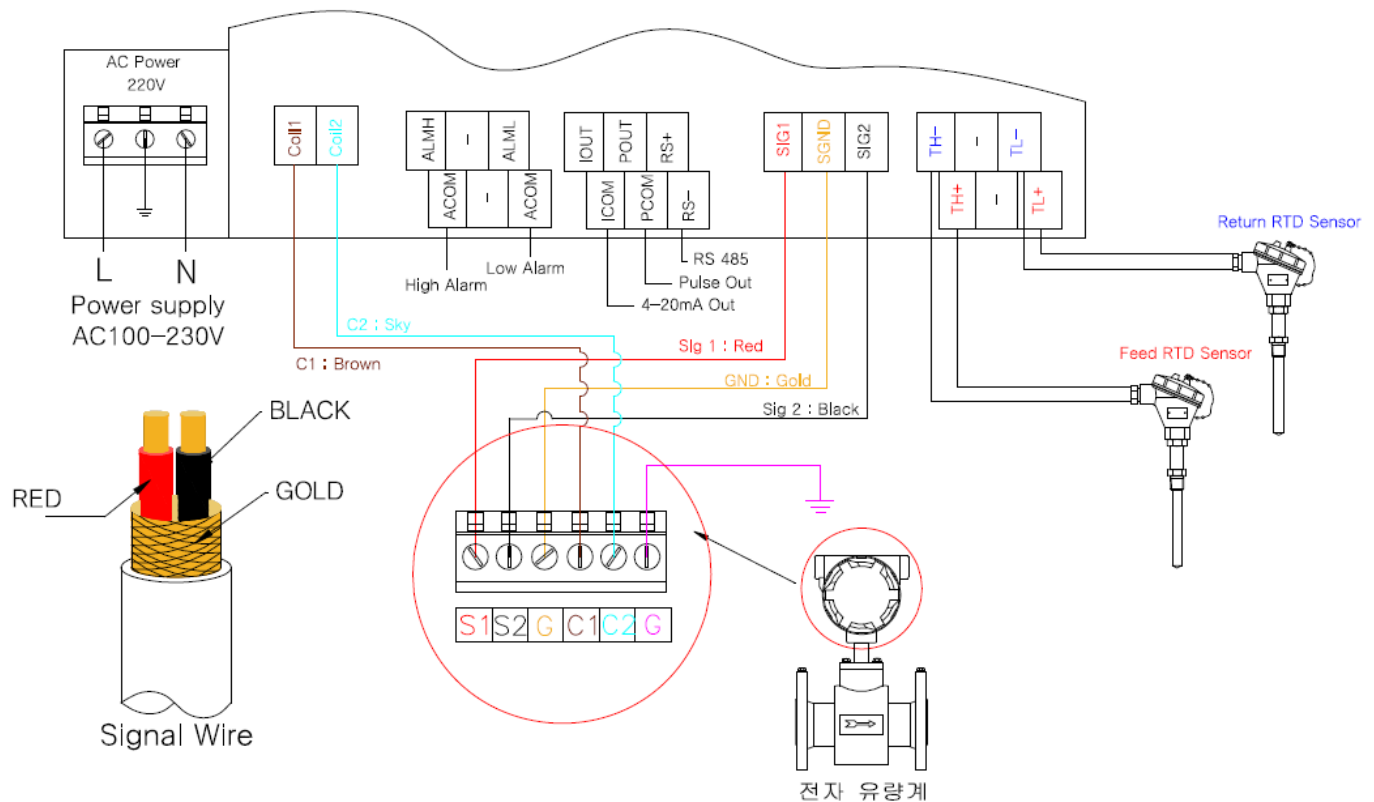 AC Power
220V
Coil1
Coil2
ALMH
-
ALML
ACOM
-
ACOM
IOUT
POUT
RS+
ICOM
PCOM
RS-
SIG1
SGND
SIG2
TH-
-
TL-
TH+
-
TL+
L
N
Power supply
AC100-230V
High Alarm
Low Alarm
RS 485
Pulse Out
4-20mA Out
Return RTD Sensor
Feed RTD Sensor
C2 : Sky
C1 : Brown
Sig 1 : Red
GND : Gold
Sig 2 : Black
BLACK
RED
GOLD
Signal Wire
S1 S2 G C1 C2 G
전자 유량계